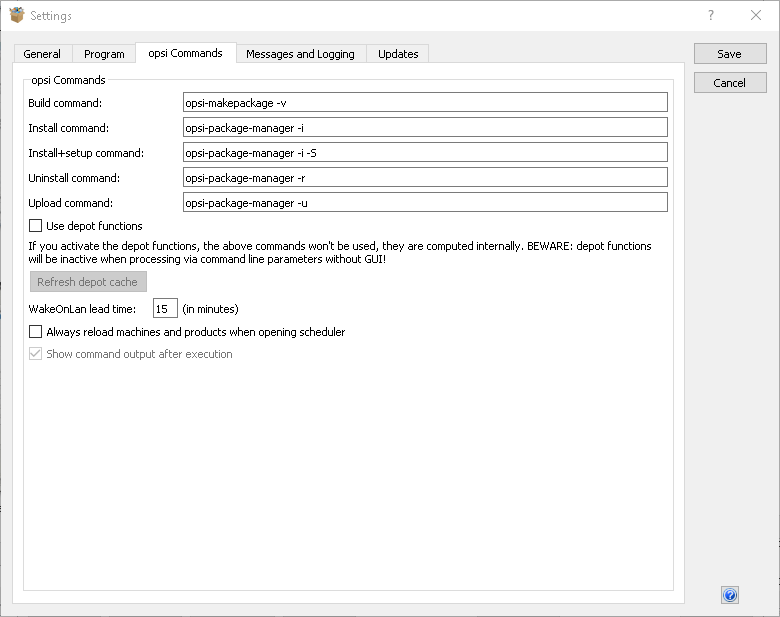 Settings
General Program opsi Commands Messages and Logging Updates
Save
Cancel
opsi Commands
Build command: opsi-makepackage -v
Install command: opsi-package-manager -i
Install+setup command: opsi-package-manager -i -S
Uninstall command: opsi-package-manager -r
Upload command: opsi-package-manager -u
Use depot functions
If you activate the depot functions, the above commands won't be used, they are computed internally. BEWARE: depot functions
will be inactive when processing via command line parameters without GUI!
Refresh depot cache
WakeOnLan lead time: 15 (in minutes)
Always reload machines and products when opening scheduler
Show command output after execution